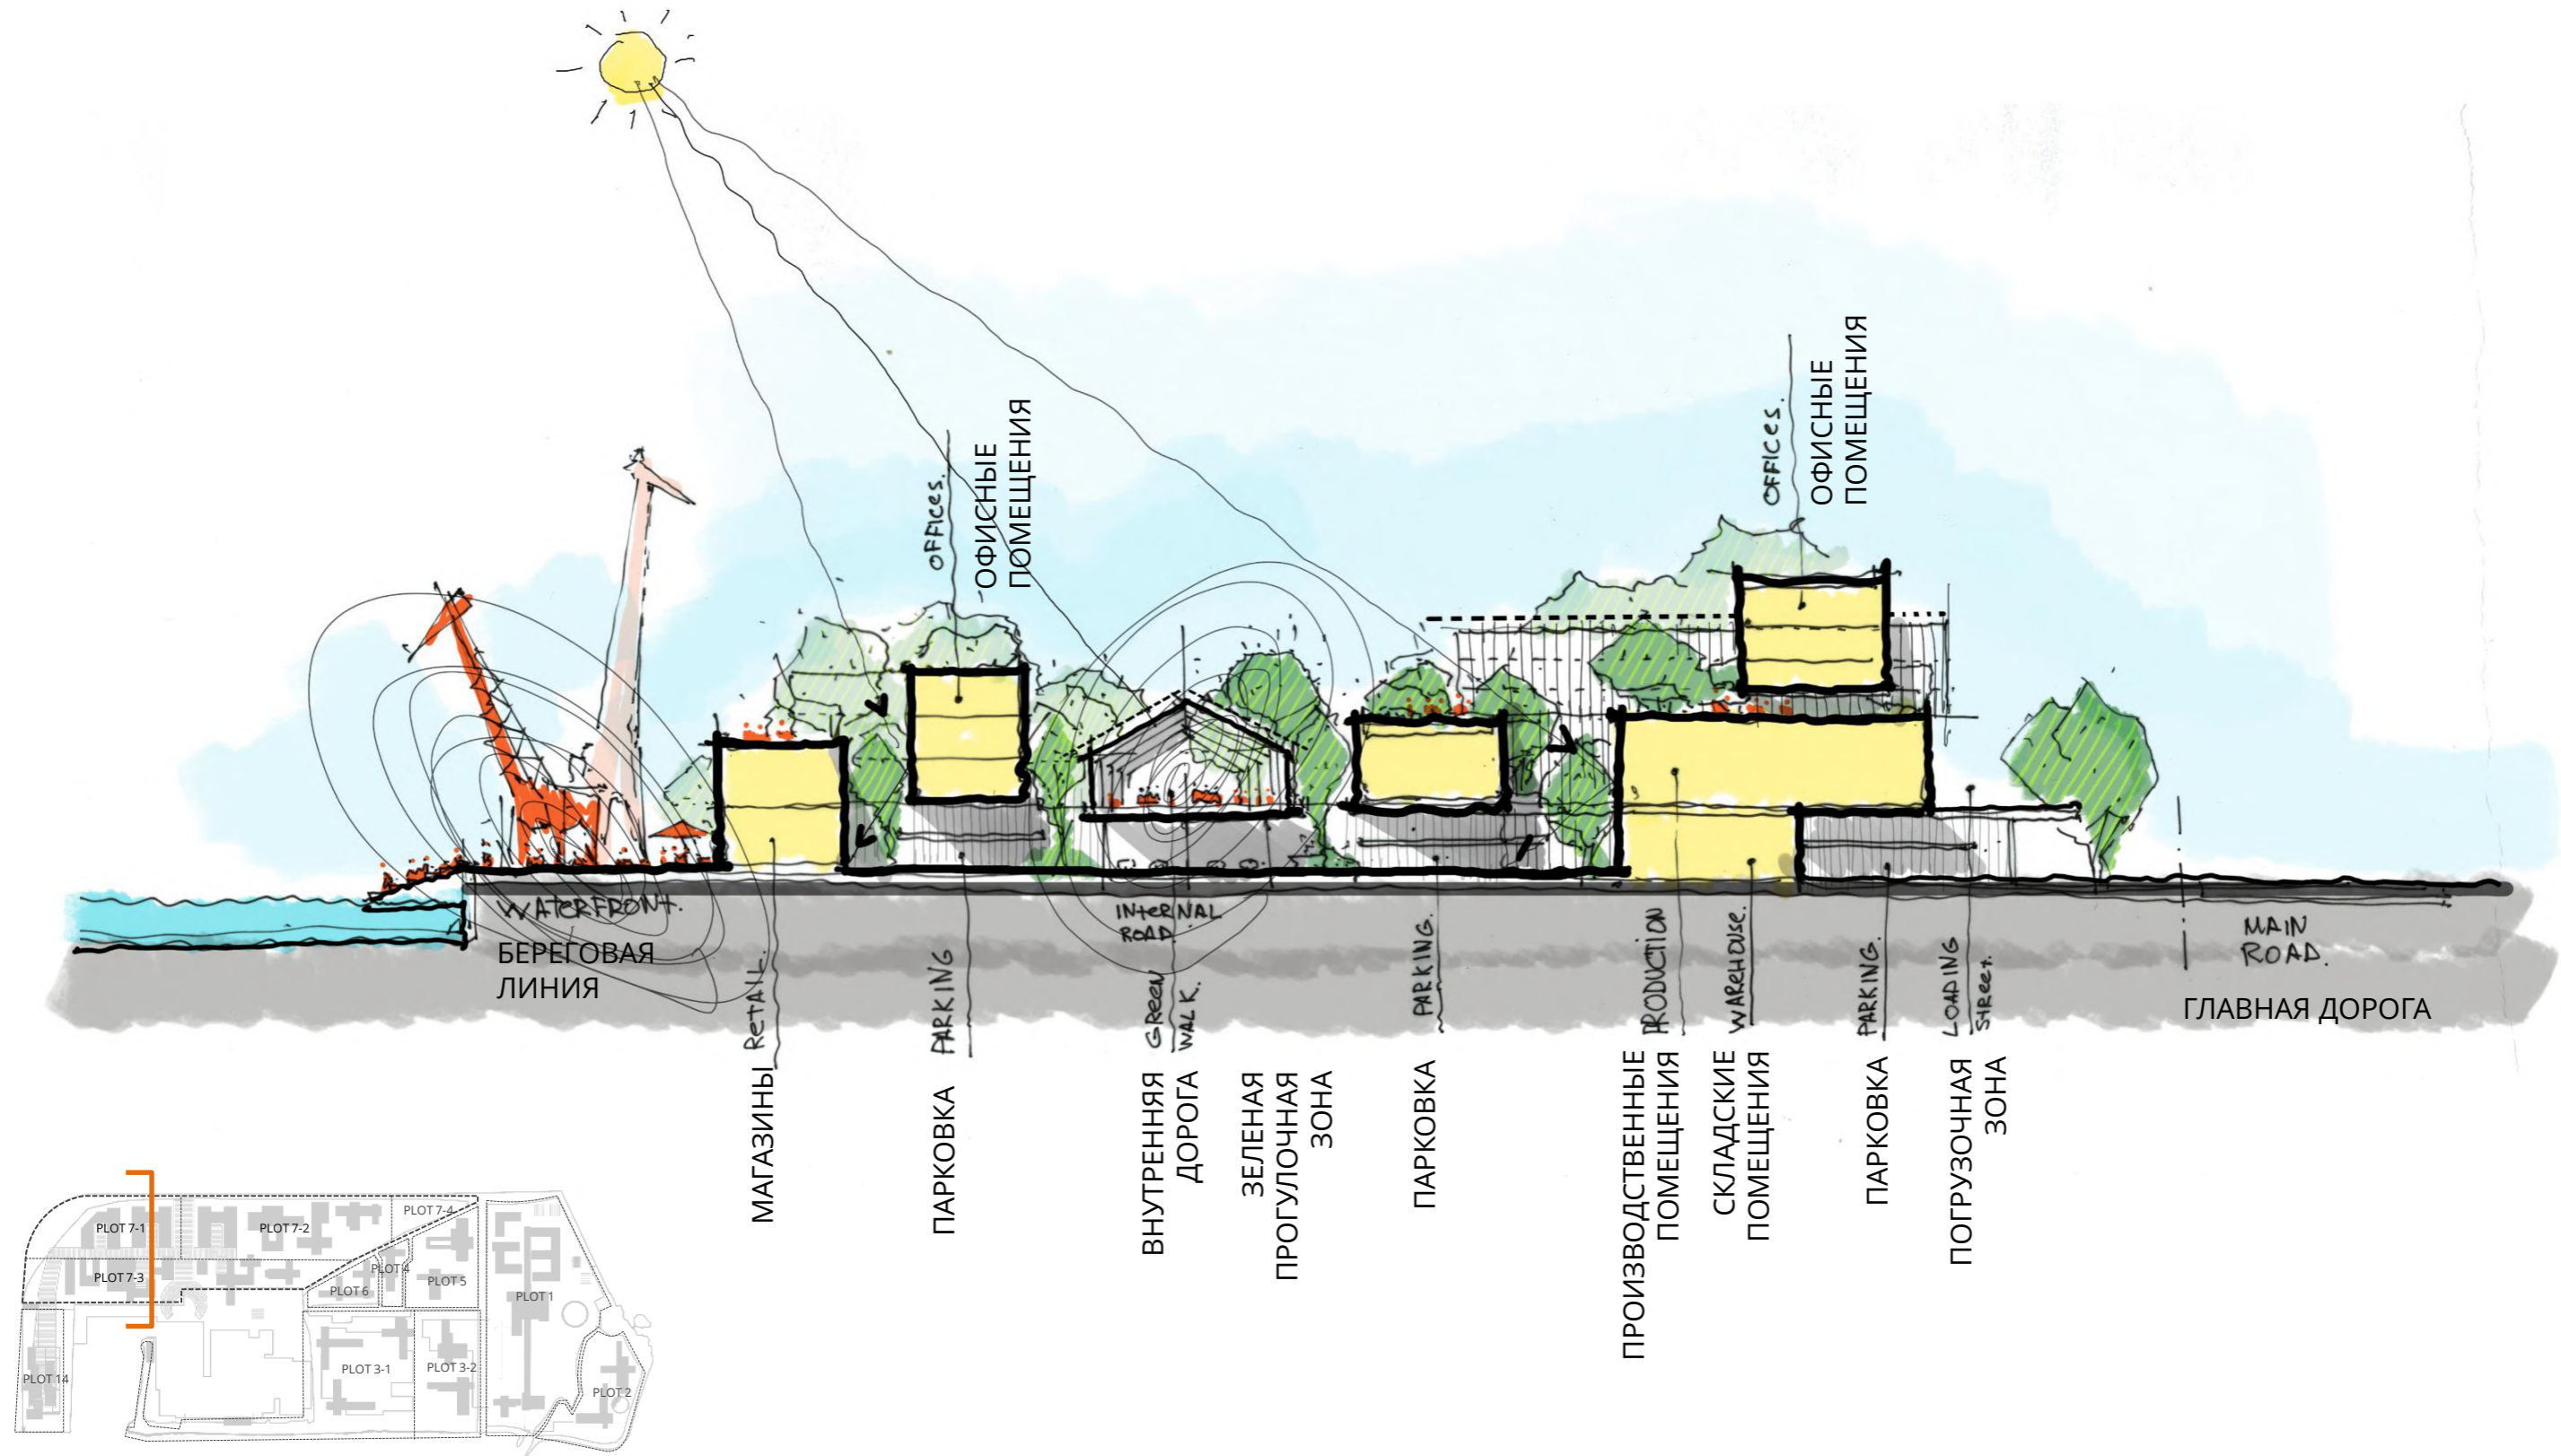 OFFICES.
ОФИСНЫЕ
ПОМЕЩЕНИЯ
OFFICES.
ОФИСНЫЕ
ПОМЕЩЕНИЯ
WATERFRONT.
БЕРЕГОВАЯ
ЛИНИЯ
INTERNAL
ROAD.
MAIN
ROAD.
ГЛАВНАЯ ДОРОГА
RETAIL.
PARKING
GREEN
WALK.
PARKING.
PRODUCTION
WAREHOUSE.
PARKING.
LOADING
STREET.
МАГАЗИНЫ
ПАРКОВКА
ВНУТРЕННЯЯ
ДОРОГА
ЗЕЛЕНАЯ
ПРОГУЛОЧНАЯ
ЗОНА
ПАРКОВКА
ПРОИЗВОДСТВЕННЫЕ
ПОМЕЩЕНИЯ
СКЛАДСКИЕ
ПОМЕЩЕНИЯ
ПАРКОВКА
ПОГРУЗОЧНАЯ
ЗОНА
PLOT 7-1
PLOT 7-2
PLOT 7-4
PLOT 7-3
PLOT 4
PLOT 5
PLOT 6
PLOT 1
PLOT 14
PLOT 3-1
PLOT 3-2
PLOT 2